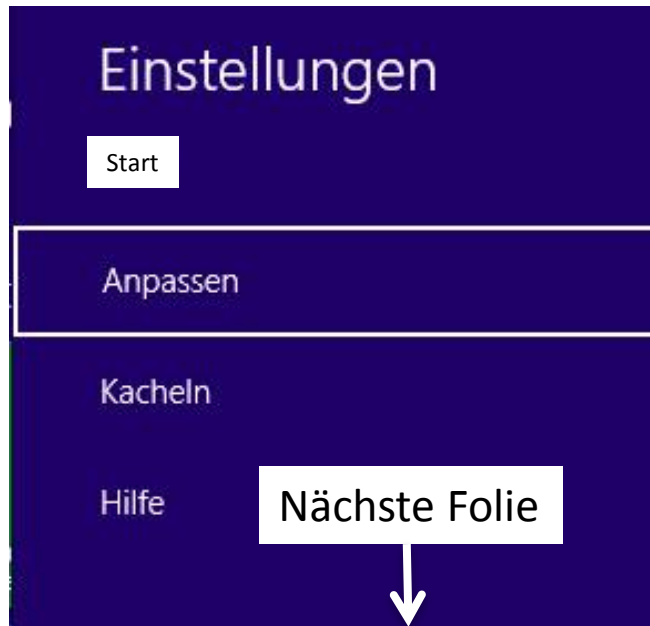 Einstellungen
Start
Anpassen
Kacheln
Hilfe
Nächste Folie